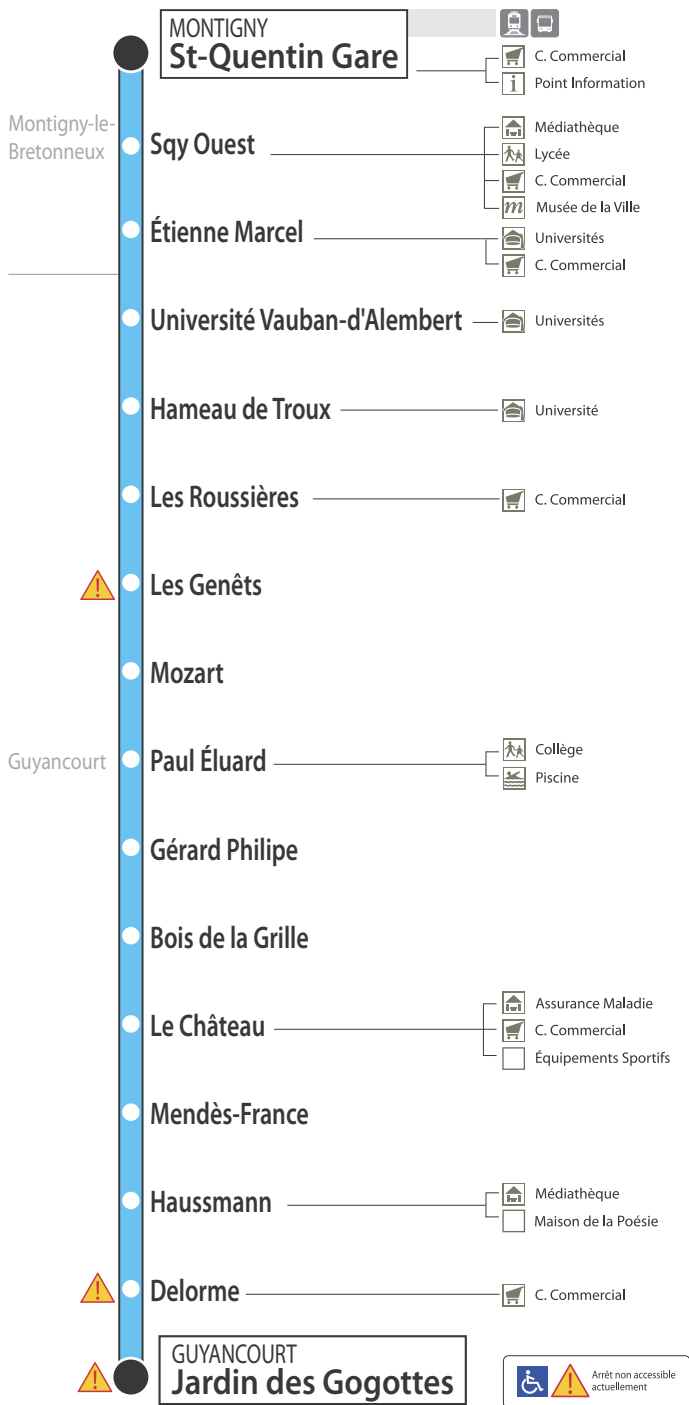 MONTIGNY
St-Quentin Gare
C. Commercial
i Point Information
Montigny-le-
Bretonneux
Sqy Ouest
Médiathèque
Lycée
C. Commercial
m Musée de la Ville
Étienne Marcel
Universités
C. Commercial
Université Vauban-d'Alembert
Universités
Hameau de Troux
Université
Les Roussières
C. Commercial
Les Genêts
Mozart
Guyancourt
Paul Éluard
Collège
Piscine
Gérard Philipe
Bois de la Grille
Le Château
Assurance Maladie
C. Commercial
Équipements Sportifs
Mendès-France
Haussmann
Médiathèque
Maison de la Poésie
Delorme
C. Commercial
GUYANCOURT
Jardin des Gogottes
Arrêt non accessible
actuellement